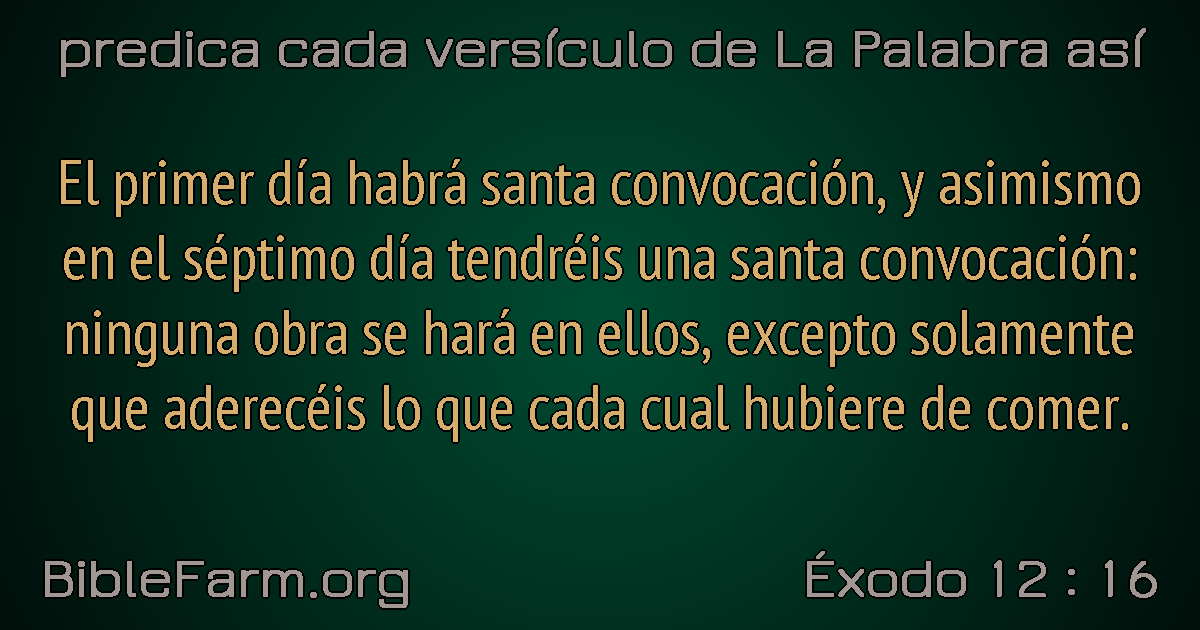 predica cada versículo de La Palabra así
El primer día habrá santa convocación, y asimismo
en el séptimo día tendréis una santa convocación:
ninguna obra se hará en ellos, excepto solamente
que aderecéis lo que cada cual hubiere de comer.
BibleFarm.org
Éxodo 12 : 16